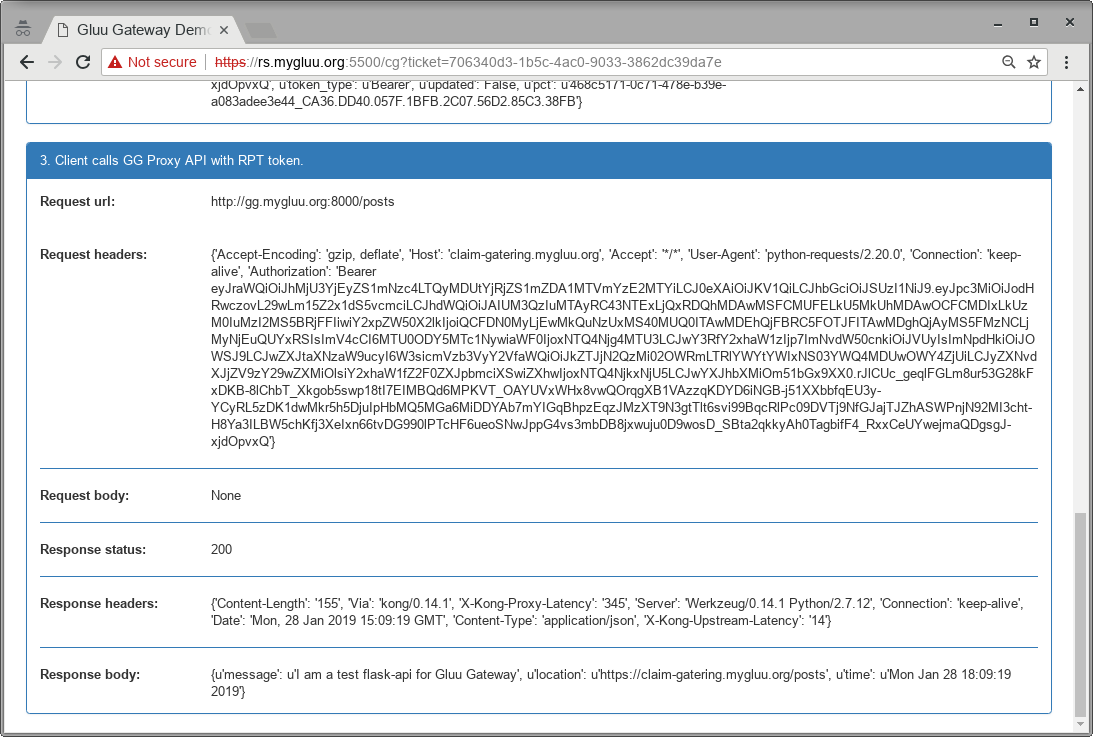 Gluu Gateway Dem
Not secure https://rs.mygluu.org:5500/cg?ticket=706340d3-1b5c-4ac0-9033-3862dc39da7e
xjdOpvxQ', u'token_type': u'Bearer', u'updated': False, u'pct': u'468c5171-0c71-478e-b39e-
a083adee3e44_CA36.DD40.057F.1BFB.2C07.56D2.85C3.38FB'}
3. Client calls GG Proxy API with RPT token.
Request url: http://gg.mygluu.org:8000/posts
Request headers: {'Accept-Encoding': 'gzip, deflate', 'Host': 'claim-gatering.mygluu.org', 'Accept': '*/*', 'User-Agent': 'python-requests/2.20.0', 'Connection': 'keep-
alive', 'Authorization': 'Bearer
eyJraWQiOiJhMjU3YjEyZS1mNzc4LTQyMDUtYjRjZS1mZDA1MTVmYzE2MTYiLCJ0eXAiOiJKV1QiLCJhbGciOiJSUzI1NiJ9.eyJpc3MiOiJodH
RwczovL29wLm15Z2x1dS5vcmciLCJhdWQiOiJAIUM3QzIuMTAyRC43NTExLjQxRDQhMDAwMSFCMUFELkU5MkUhMDAwOCFCMDIxLkUz
M0IuMzI2MS5BRjFFIiwiY2xpZW50X2lkIjoiQCFDN0MyLjEwMkQuNzUxMS40MUQ0ITAwMDEhQjFBRC5FOTJFITAwMDghQjAyMS5FMzNCLj
MyNjEuQUYxRSIsImV4cCI6MTU0ODY5MTc1NywiaWF0IjoxNTQ4Njg4MTU3LCJwY3RfY2xhaW1zIjp7ImNvdW50cnkiOiJVUyIsImNpdHkiOiJO
WSJ9LCJwZXJtaXNzaW9ucyI6W3sicmVzb3VyY2VfaWQiOiJkZTJjN2QzMi02OWRmLTRlYWYtYWIxNS03YWQ4MDUwOWY4ZjUiLCJyZXNvd
XJjZV9zY29wZXMiOlsiY2xhaW1fZ2F0ZXJpbmciXSwiZXhwIjoxNTQ4NjkxNjU5LCJwYXJhbXMiOm51bGx9XX0.rJlCUc_geqIFGLm8ur53G28kF
xDKB-8lChbT_Xkgob5swp18tI7EIMBQd6MPKVT_OAYUVxWHx8vwQOrqgXB1VAzzqKDYD6iNGB-j51XXbbfqEU3y-
YCyRL5zDK1dwMkr5h5DjuIpHbMQ5MGa6MiDDYAb7mYIGqBhpzEqzJMzXT9N3gtTlt6svi99BqcRlPc09DVTj9NfGJajTJZhASWPnjN92MI3cht-
H8Ya3ILBW5chKfj3XeIxn66tvDG990lPTcHF6ueoSNwJppG4vs3mbDB8jxwuju0D9wosD_SBta2qkkyAh0TagbifF4_RxxCeUYwejmaQDgsgJ-
xjdOpvxQ'}
Request body: None
Response status: 200
Response headers: {'Content-Length': '155', 'Via': 'kong/0.14.1', 'X-Kong-Proxy-Latency': '345', 'Server': 'Werkzeug/0.14.1 Python/2.7.12', 'Connection': 'keep-alive',
'Date': 'Mon, 28 Jan 2019 15:09:19 GMT', 'Content-Type': 'application/json', 'X-Kong-Upstream-Latency': '14'}
Response body: {u'message': u'I am a test flask-api for Gluu Gateway', u'location': u'https://claim-gatering.mygluu.org/posts', u'time': u'Mon Jan 28 18:09:19
2019'}